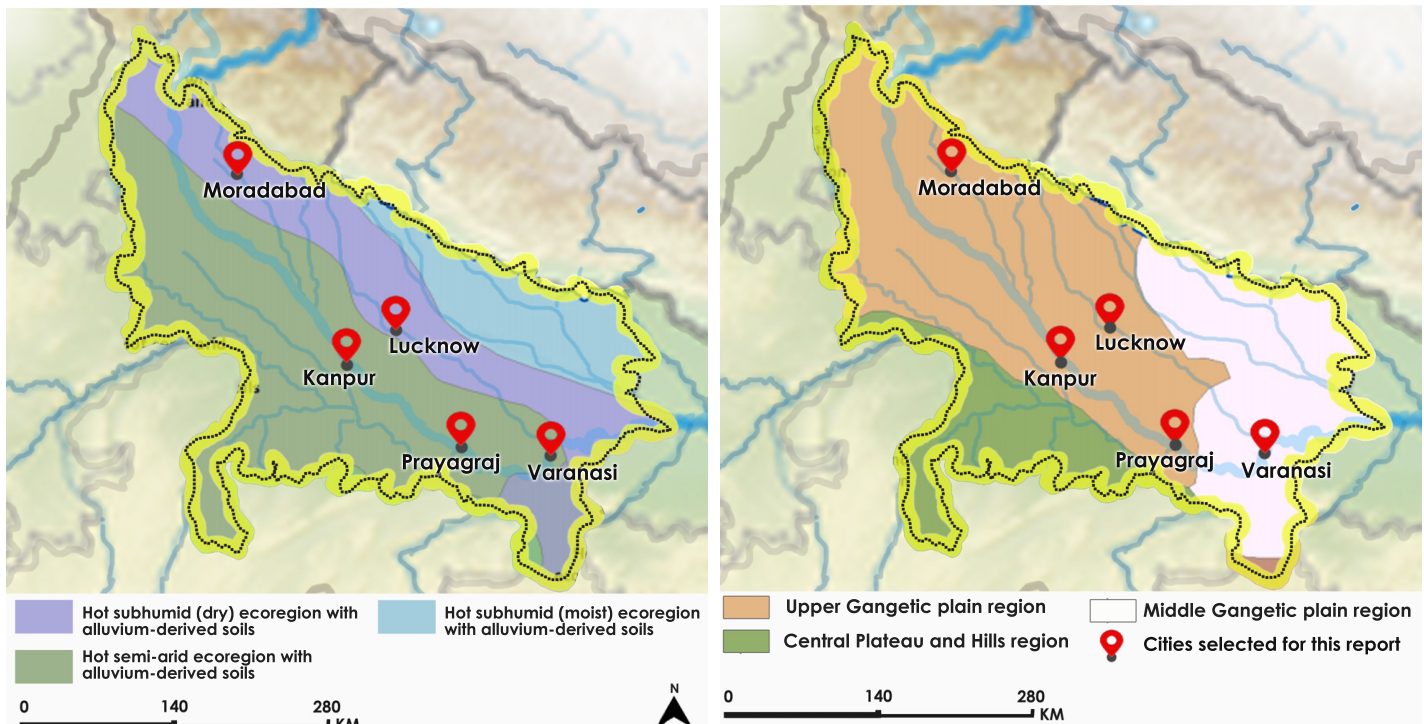 Moradabad
Lucknow
Kanpur
Prayagraj
Varanasi
Hot subhumid (dry) ecoregion with
alluvium-derived soils
Hot subhumid (moist) ecoregion
with alluvium-derived soils
Hot semi-arid ecoregion with
alluvium-derived soils
0 140 280
KM
N
Moradabad
Lucknow
Kanpur
Prayagraj
Varanasi
Upper Gangetic plain region
Middle Gangetic plain region
Central Plateau and Hills region
Cities selected for this report
0 140 280
KM